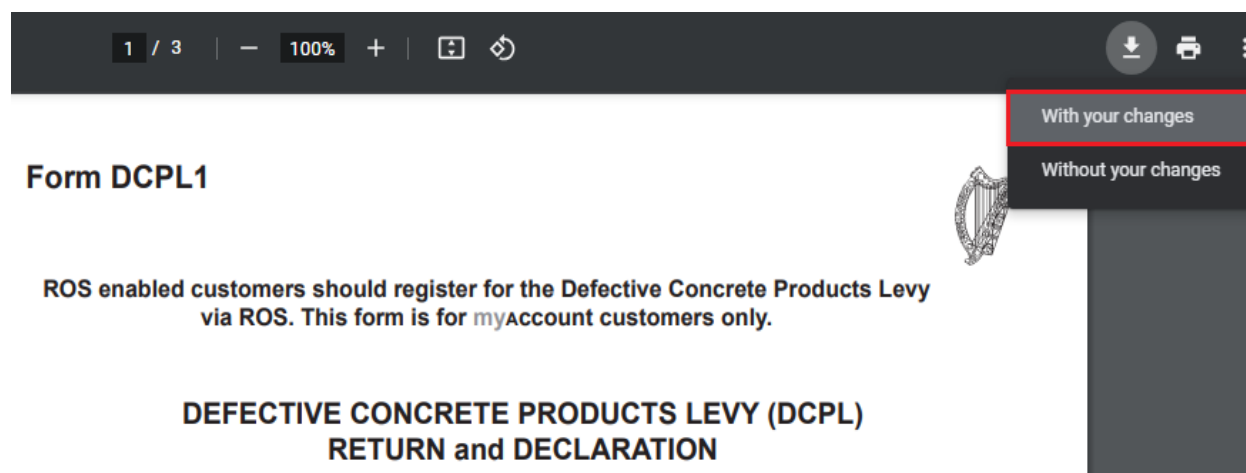 1 / 3 | — 100% + |
With your changes
Without your changes
Form DCPL1
ROS enabled customers should register for the Defective Concrete Products Levy
via ROS. This form is for myAccount customers only.
DEFECTIVE CONCRETE PRODUCTS LEVY (DCPL)
RETURN and DECLARATION